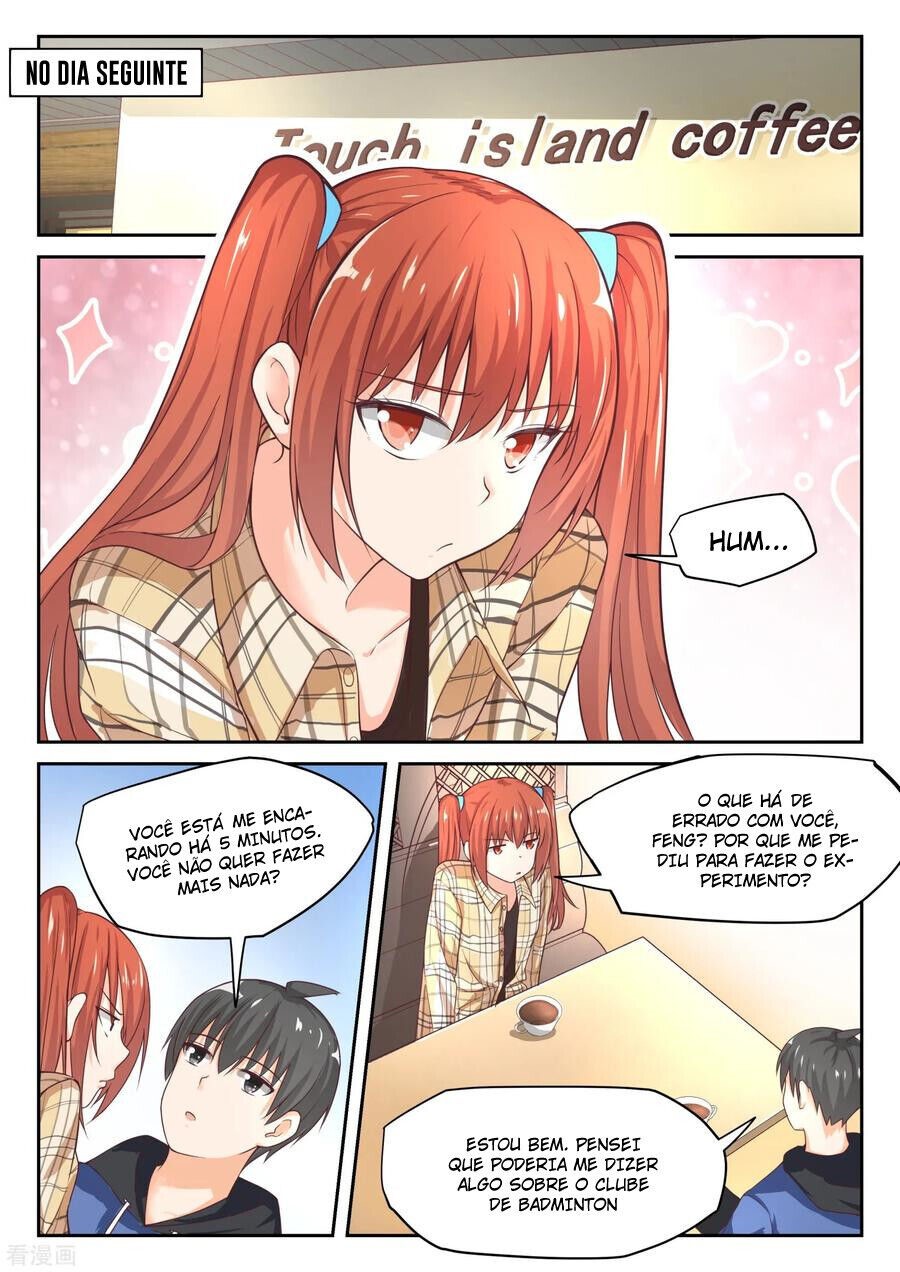 NO DIA SEGUINTE
Touch island coffee
HUM...
VOCÊ ESTÁ ME ENCA-
RANDO HÁ 5 MINUTOS.
VOCÊ NÃO QUER FAZER
MAIS NADA?
O QUE HÁ DE
ERRADO COM VOCÊ,
FENG? POR QUE ME PE-
DIU PARA FAZER O EX-
PERIMENTO?
ESTOU BEM. PENSEI
QUE PODERIA ME DIZER
ALGO SOBRE O CLUBE
DE BADMINTON
看漫画